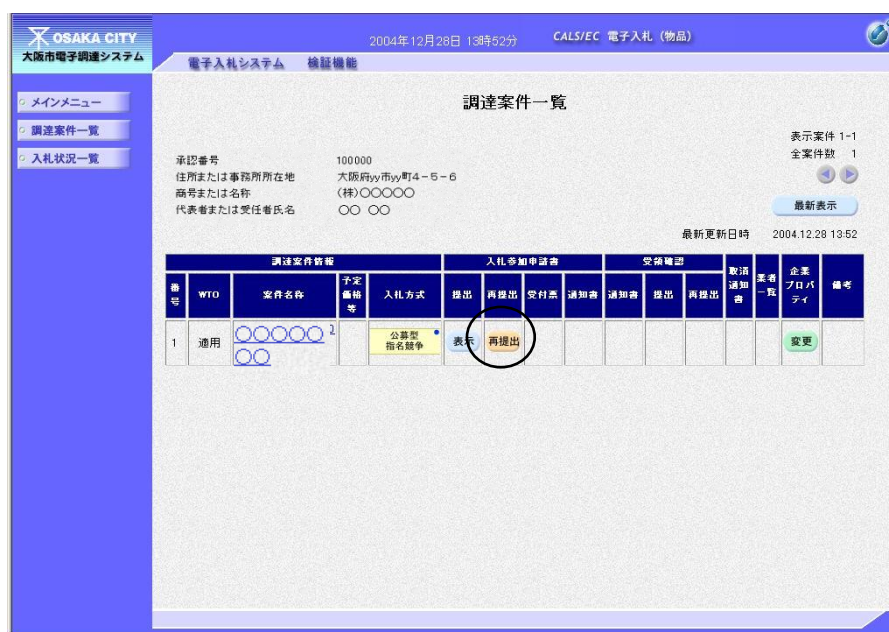 OSAKA CITY
大阪市電子調達システム
2004年12月28日 13時52分
CALS/EC 電子入札（物品）
電子入札システム 検証機能
メインメニュー
調達案件一覧
入札状況一覧
調達案件一覧
表示案件 1-1
全案件数 1
承認番号 100000
住所または事務所所在地 大阪府yy市yy町4－5－6
商号または名称 (株)○○○○○
代表者または受任者氏名 ○○ ○○
最新表示
最新更新日時 2004.12.28 13:52
調達案件情報 入札参加申請書 受領確認
番号 WTO 案件名称 予定価格等 入札方式 提出 再提出 受付票 通知書 通知書 提出 再提出 取消通知書 業者一覧 企業プロパティ 備考
1 適用 ○○○○○
○○
公募型
指名競争
表示 再提出 変更